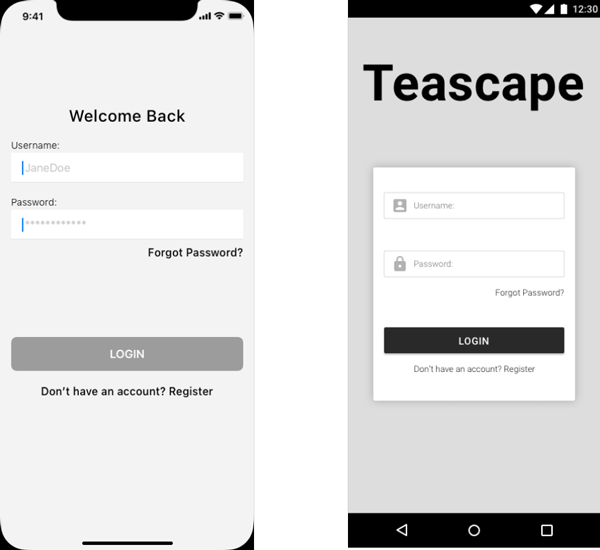 9:41
Welcome Back
Username:
JaneDoe
Password:
************
Forgot Password?
LOGIN
Don't have an account? Register
12:30
Teascape
Username:
Password:
Forgot Password?
LOGIN
Don't have an account? Register